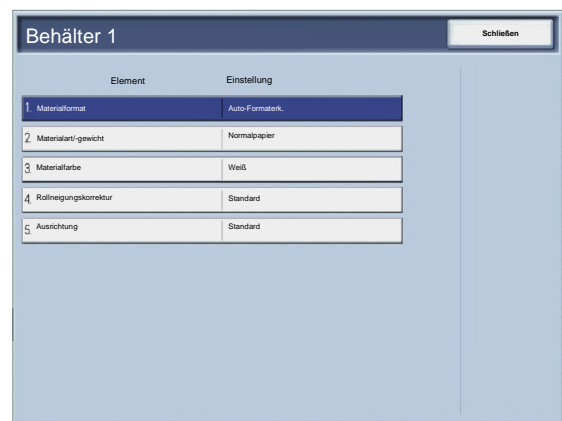 Behälter 1
Schließen
Element Einstellung
1. Materialformat Auto-Formaterk.
2. Materialart/-gewicht Normalpapier
3. Materialfarbe Weiß
4. Rollneigungskorrektur Standard
5. Ausrichtung Standard